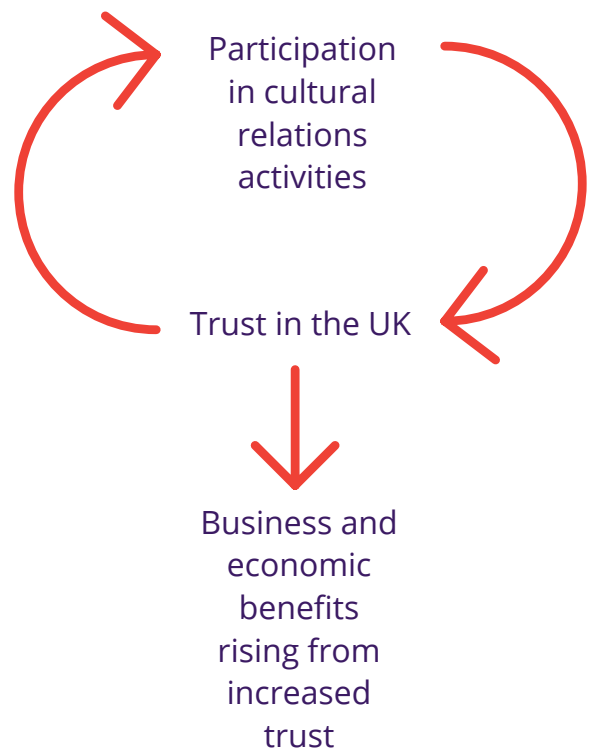 Participation
in cultural
relations
activities
Trust in the UK
Business and
economic
benefits
rising from
increased
trust